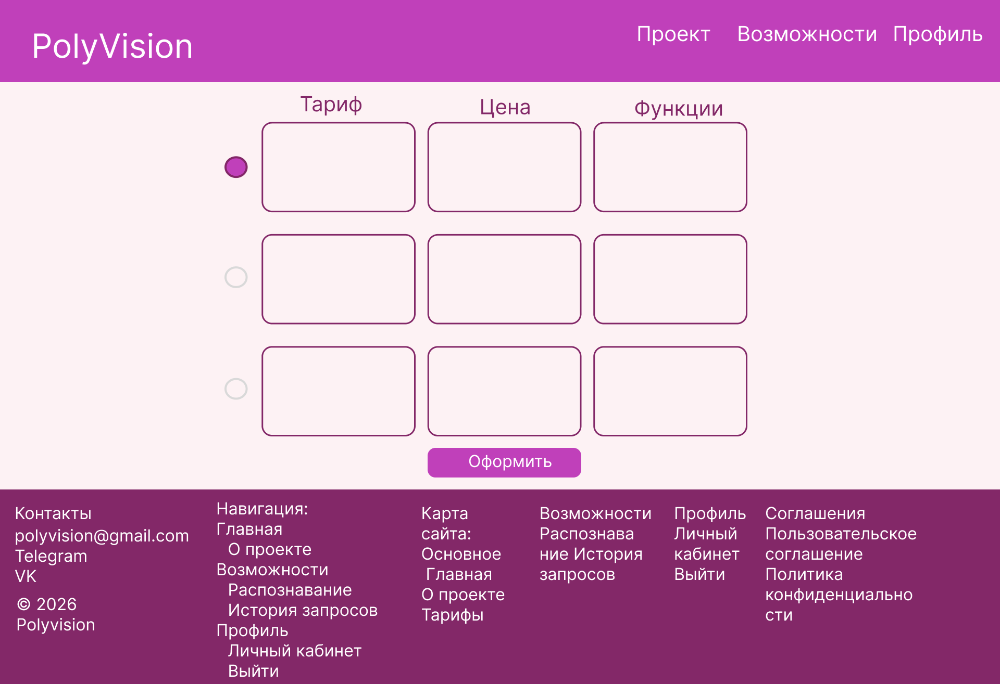 PolyVision
Проект
Возможности
Профиль
Тариф
Цена
Функции
Оформить
Контакты
polyvision@gmail.com
Telegram
VK
© 2026
Polyvision
Навигация:
Главная
О проекте
Возможности
Распознавание
История запросов
Профиль
Личный кабинет
Выйти
Карта
сайта:
Основное
Главная
О проекте
Тарифы
Возможности
Распознава
ние История
запросов
Профиль
Личный
кабинет
Выйти
Соглашения
Пользовательское
соглашение
Политика
конфиденциально
сти